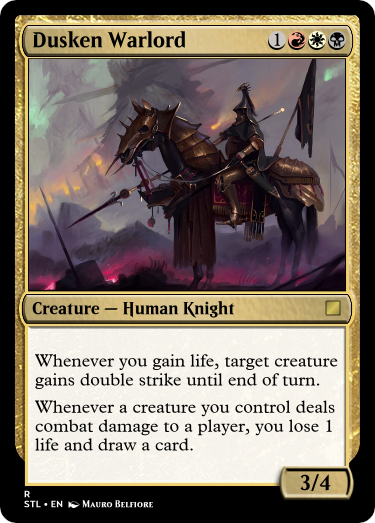 Dusken Warlord 1
Creature — Human Knight
Whenever you gain life, target creature
gains double strike until end of turn.
Whenever a creature you control deals
combat damage to a player, you lose 1
life and draw a card.
3/4
R
STL • EN Mauro Belfiore